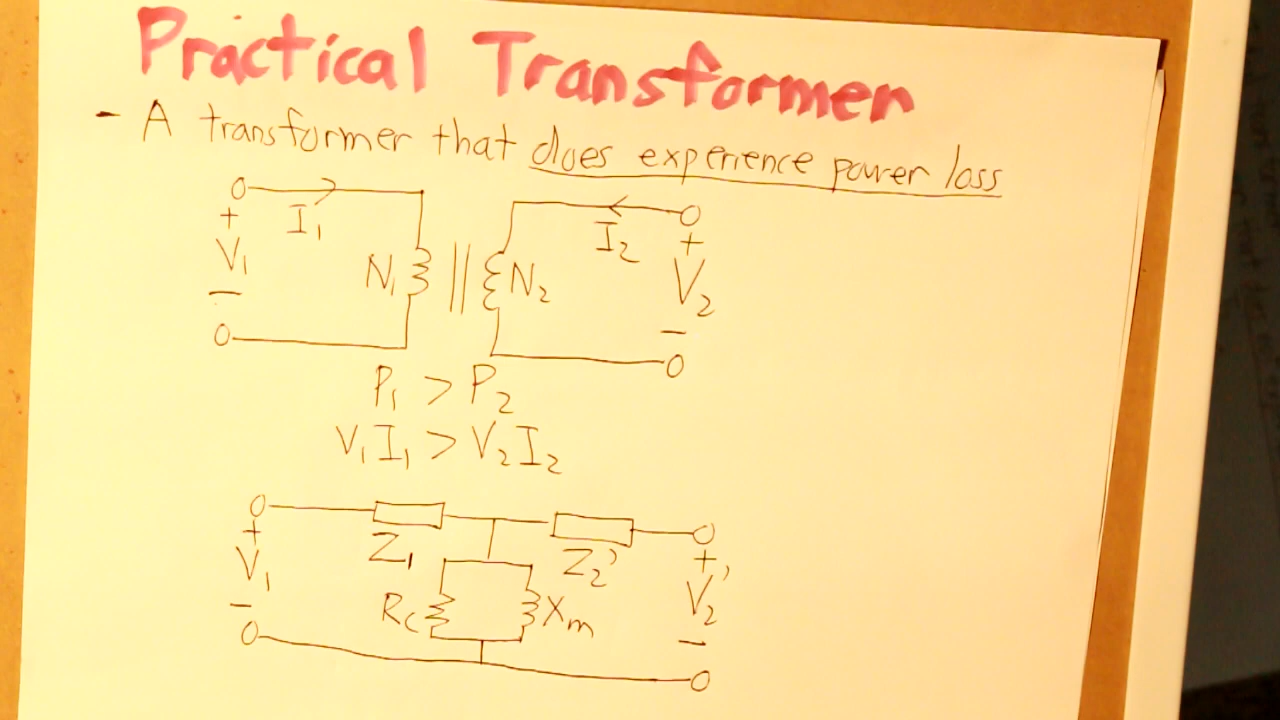 Practical Transformer
- A transformer that does experience power loss
I₁ I₂
+ +
V₁ N₁ N₂ V₂
- -
P₁ > P₂
V₁I₁ > V₂I₂
+ Z₁ Z₂' +
V₁ Rc Xm V₂'
- -